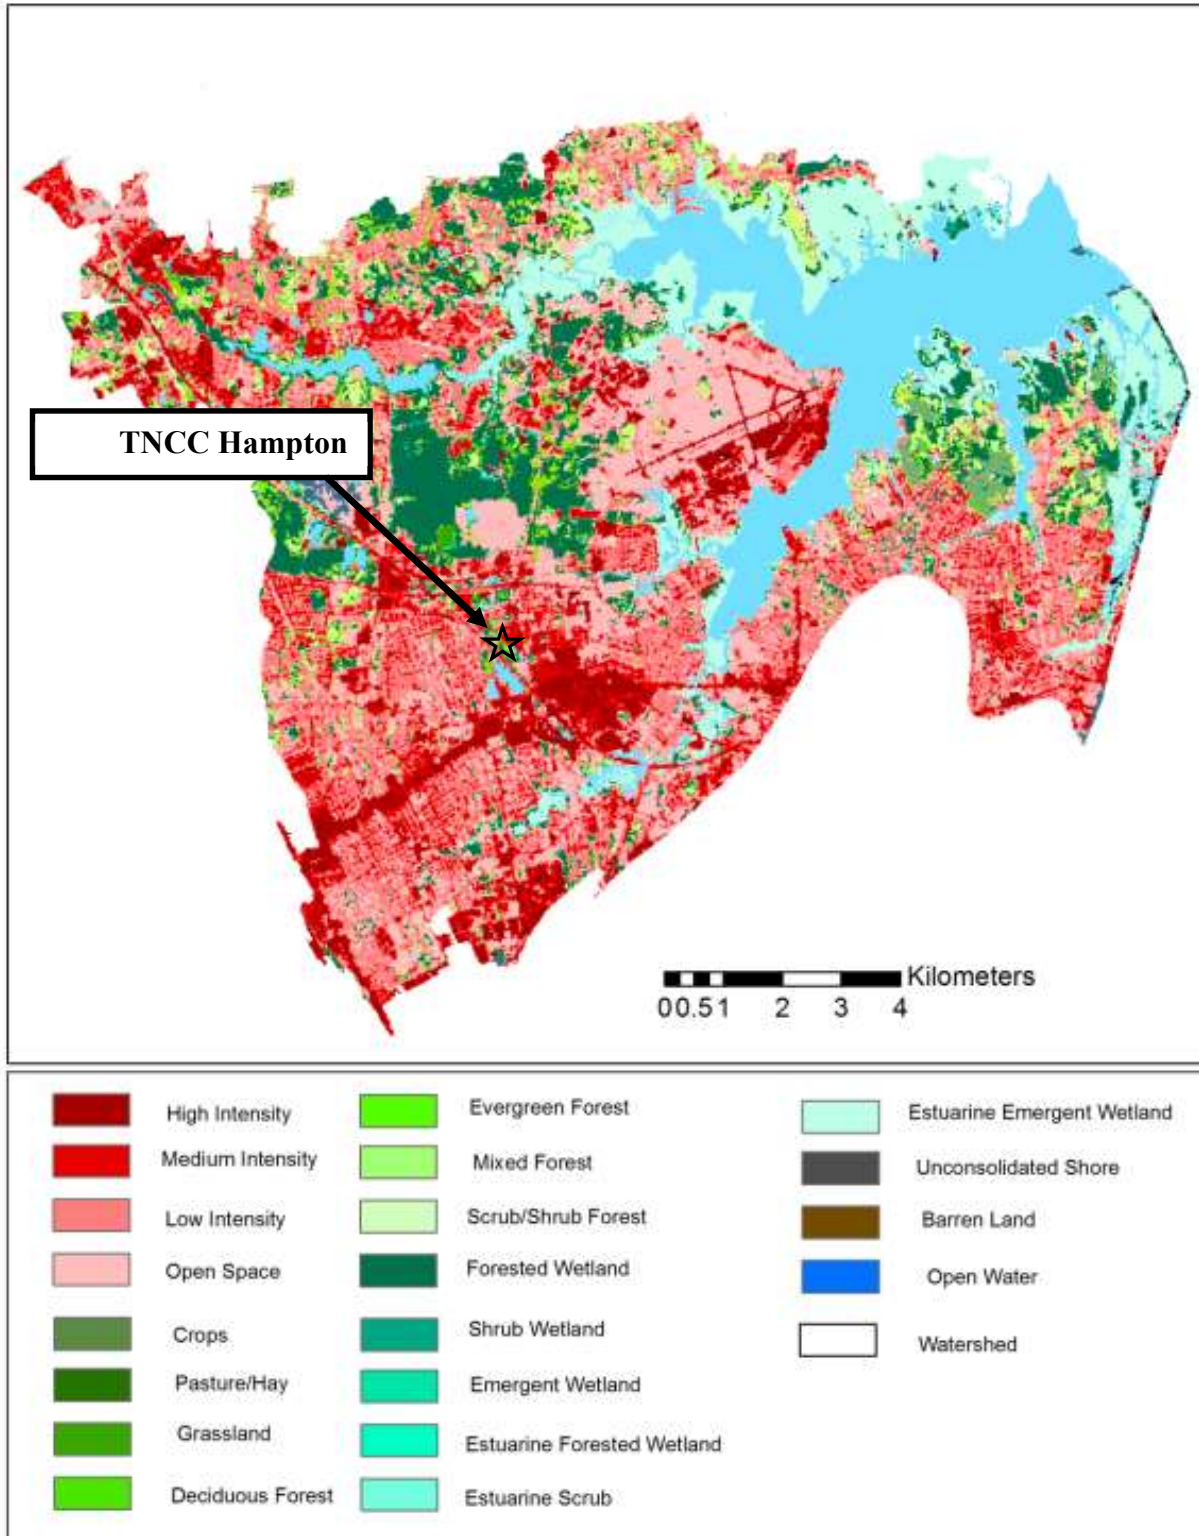 TNCC Hampton
Kilometers
0 0.5 1 2 3 4
High Intensity
Medium Intensity
Low Intensity
Open Space
Crops
Pasture/Hay
Grassland
Deciduous Forest
Evergreen Forest
Mixed Forest
Scrub/Shrub Forest
Forested Wetland
Shrub Wetland
Emergent Wetland
Estuarine Forested Wetland
Estuarine Scrub
Estuarine Emergent Wetland
Unconsolidated Shore
Barren Land
Open Water
Watershed